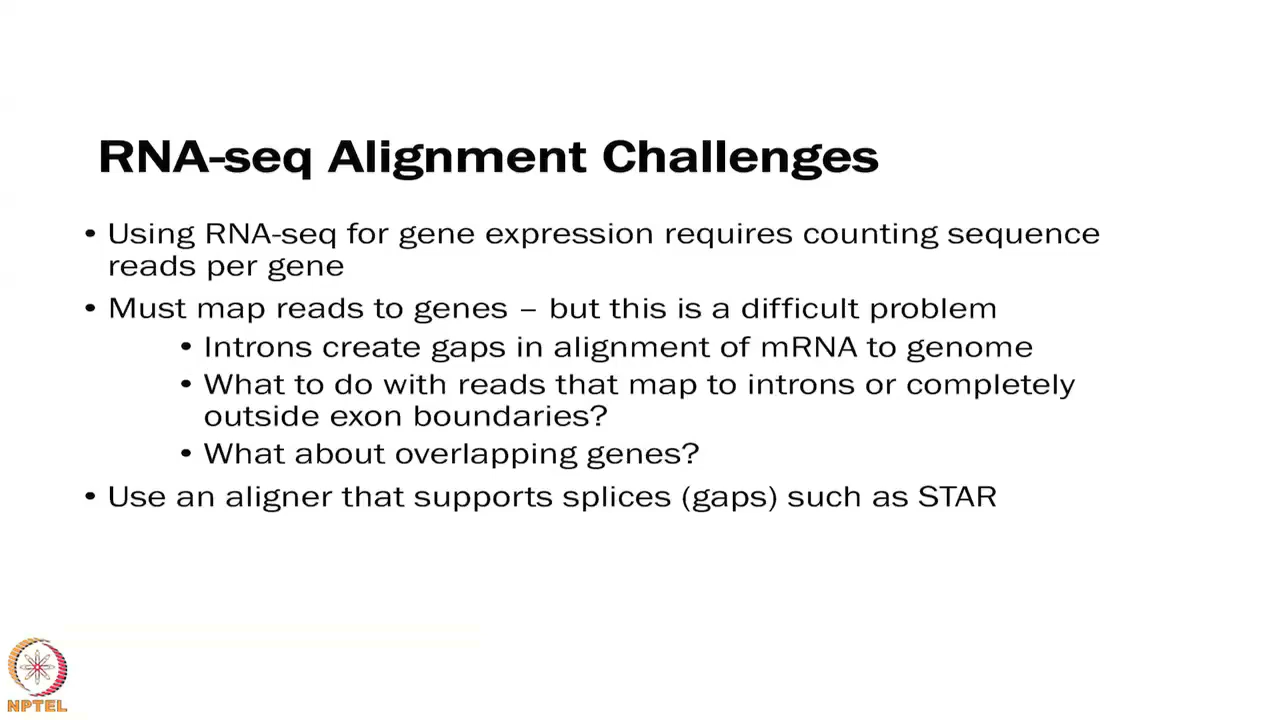 RNA-seq Alignment Challenges
• Using RNA-seq for gene expression requires counting sequence
reads per gene
• Must map reads to genes – but this is a difficult problem
• Introns create gaps in alignment of mRNA to genome
• What to do with reads that map to introns or completely
outside exon boundaries?
• What about overlapping genes?
• Use an aligner that supports splices (gaps) such as STAR
NPTEL